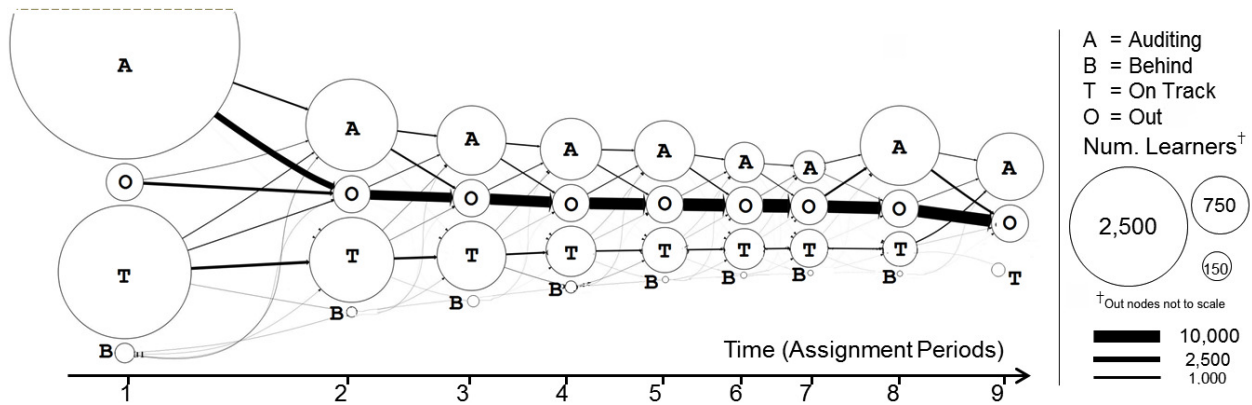 A
A
A
A
A
A
A
A
A
O
O
O
O
O
O
O
O
O
T
T
T
T
T
T
T
T
T
B
B
B
B
B
B
B
B
Time (Assignment Periods)
1 2 3 4 5 6 7 8 9
A = Auditing
B = Behind
T = On Track
O = Out
Num. Learners†
2,500
750
150
†Out nodes not to scale
10,000
2,500
1.000